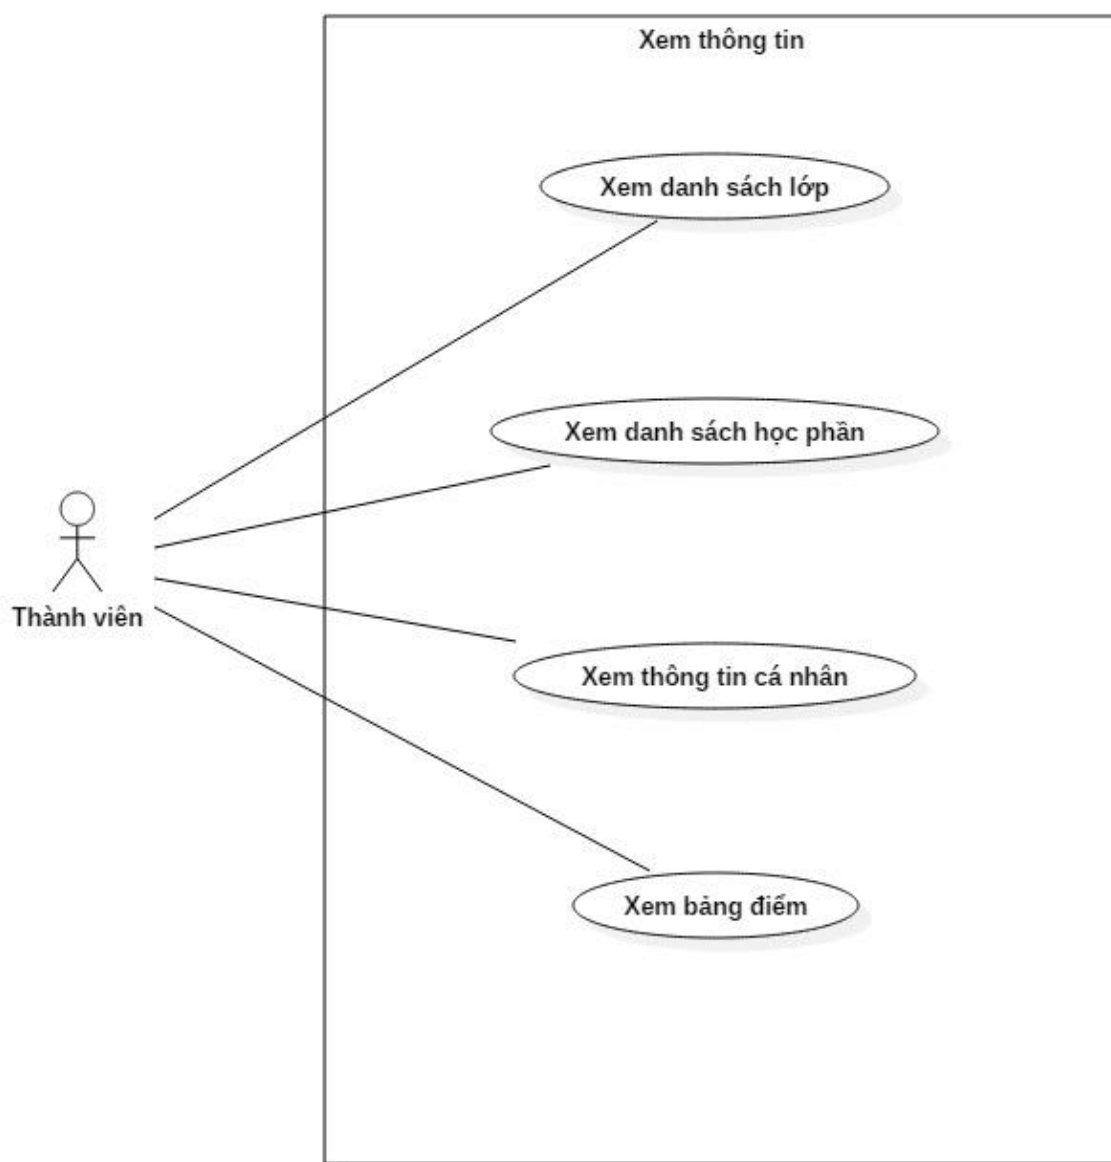 Xem thông tin
Xem danh sách lớp
Xem danh sách học phần
Thành viên
Xem thông tin cá nhân
Xem bảng điểm